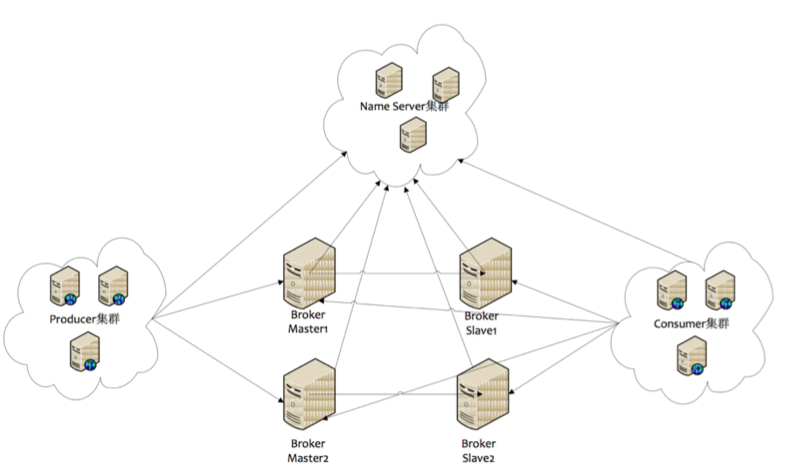 Name Server集群
Producer集群
Broker
Master1
Broker
Slave1
Consumer集群
Broker
Master2
Broker
Slave2